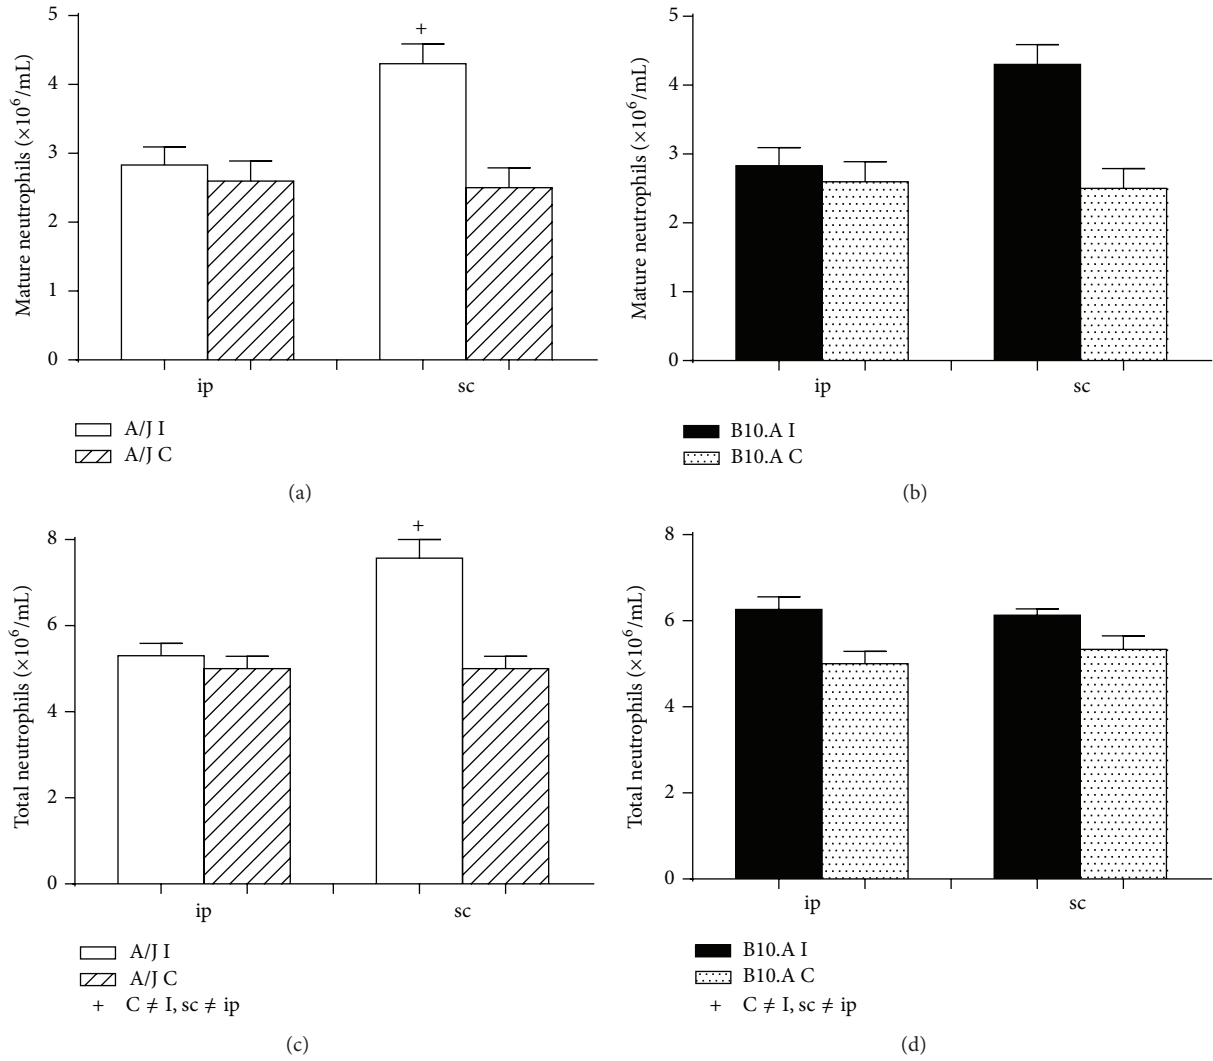 +
5
4
3
2
1
0
Mature neutrophils (×10⁶/mL)
ip
sc
A/J I
A/J C
(a)
5
4
3
2
1
0
Mature neutrophils (×10⁶/mL)
ip
sc
B10.A I
B10.A C
(b)
+
8
6
4
2
0
Total neutrophils (×10⁶/mL)
ip
sc
A/J I
A/J C
+ C ≠ I, sc ≠ ip
(c)
8
6
4
2
0
Total neutrophils (×10⁶/mL)
ip
sc
B10.A I
B10.A C
+ C ≠ I, sc ≠ ip
(d)